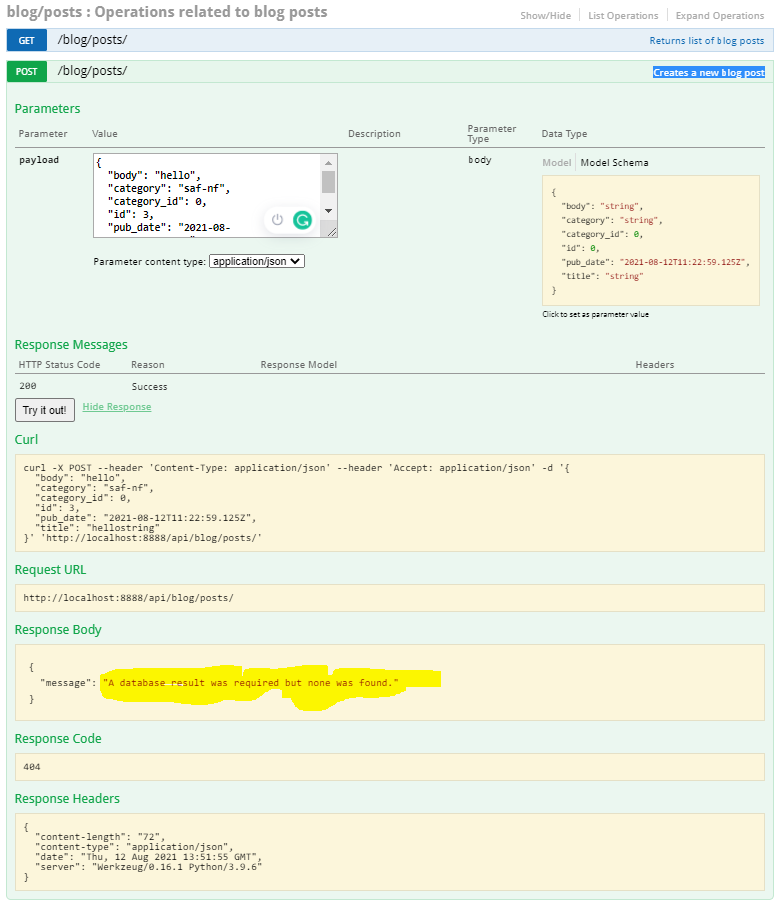 blog/posts : Operations related to blog posts
Show/Hide List Operations Expand Operations
GET /blog/posts/ Returns list of blog posts
POST /blog/posts/ Creates a new blog post
Parameters
Parameter Value Description Parameter Type Data Type
payload
{
"body": "hello",
"category": "saf-nf",
"category_id": 0,
"id": 3,
"pub_date": "2021-08-
Parameter content type: application/json
body
Model Model Schema
{
"body": "string",
"category": "string",
"category_id": 0,
"id": 0,
"pub_date": "2021-08-12T11:22:59.125Z",
"title": "string"
}
Click to set as parameter value
Response Messages
HTTP Status Code Reason Response Model Headers
200 Success
Try it out! Hide Response
Curl
curl -X POST --header 'Content-Type: application/json' --header 'Accept: application/json' -d '{
"body": "hello",
"category": "saf-nf",
"category_id": 0,
"id": 3,
"pub_date": "2021-08-12T11:22:59.125Z",
"title": "hellostring"
}' 'http://localhost:8888/api/blog/posts/'
Request URL
http://localhost:8888/api/blog/posts/
Response Body
{
"message": "A database result was required but none was found."
}
Response Code
404
Response Headers
{
"content-length": "72",
"content-type": "application/json",
"date": "Thu, 12 Aug 2021 13:51:55 GMT",
"server": "Werkzeug/0.16.1 Python/3.9.6"
}